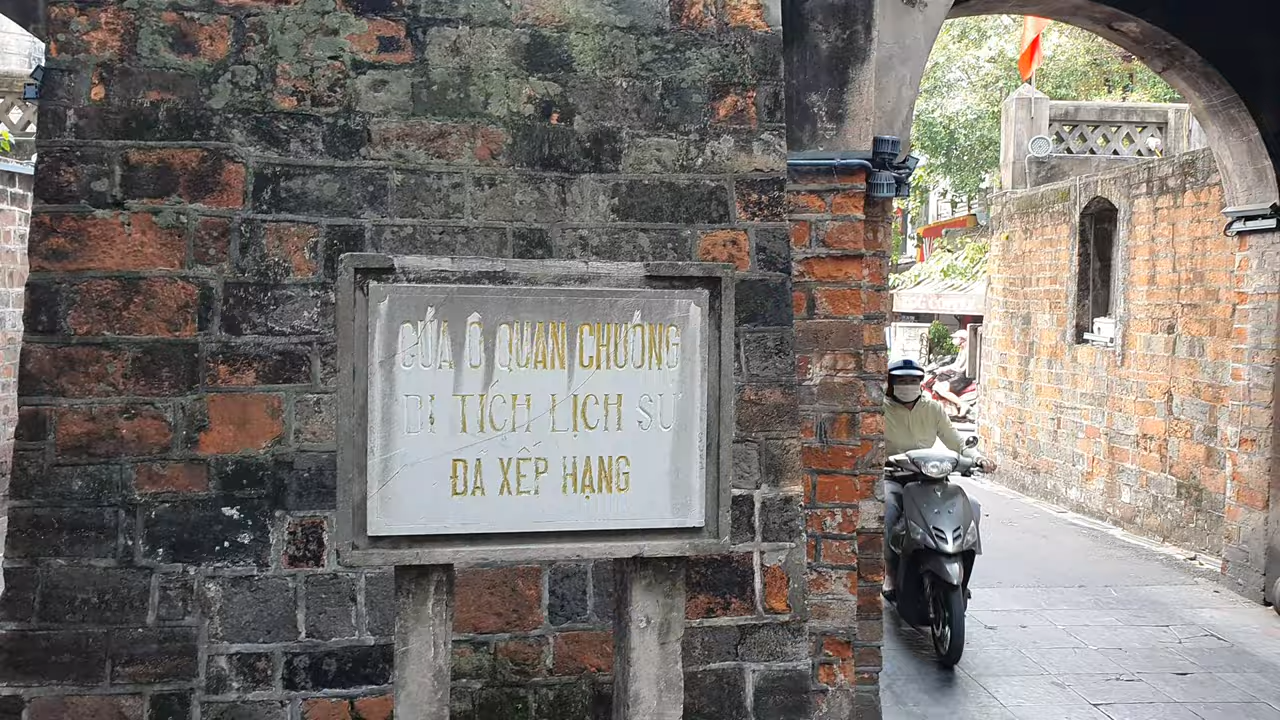 CỬA Ô QUAN CHƯỞNG
DI TÍCH LỊCH SỬ
ĐÃ XẾP HẠNG